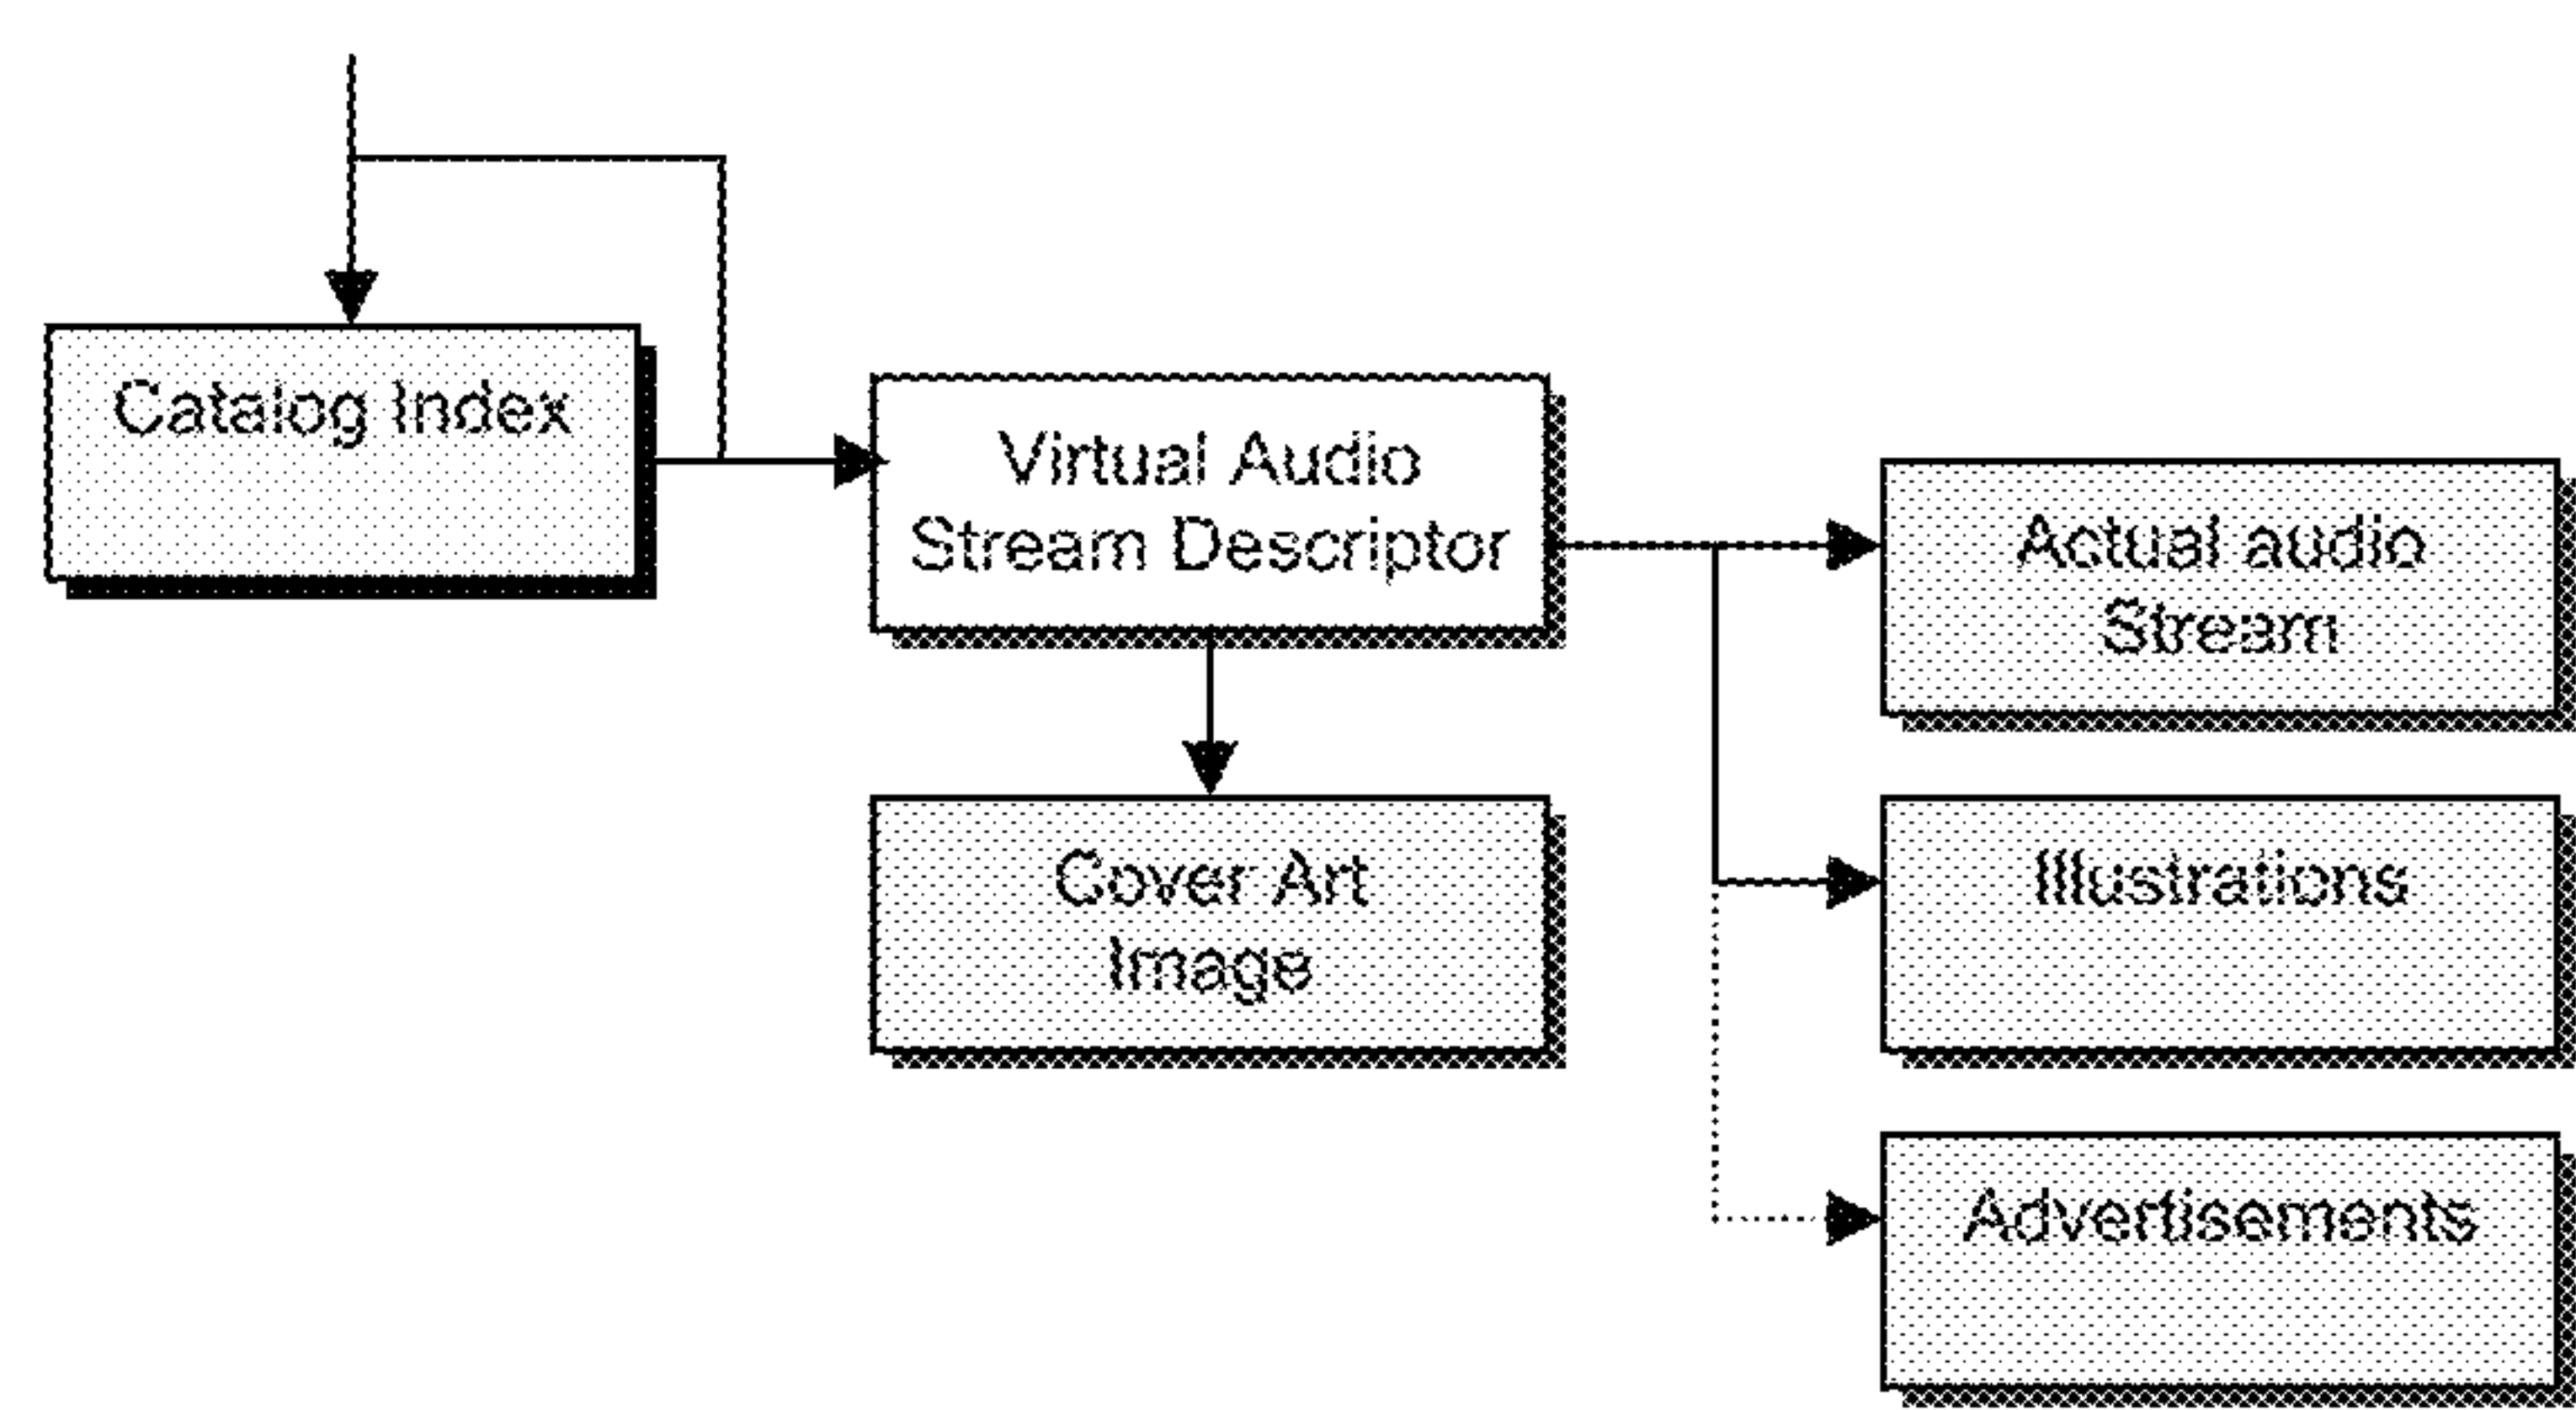 Catalog Index
Virtual Audio
Stream Descriptor
Actual audio
Stream
Cover Art
Image
Illustrations
Advertisements